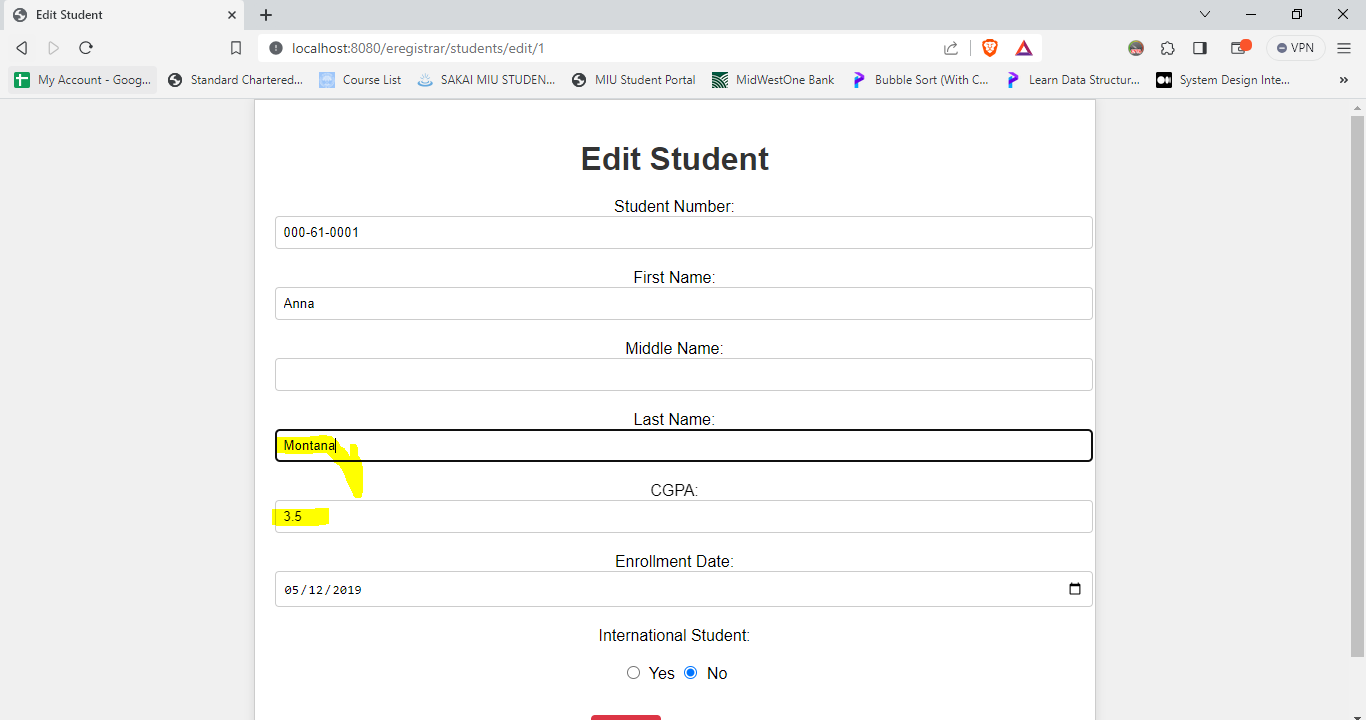 Edit Student
localhost:8080/eregistrar/students/edit/1
VPN
My Account - Goog...
Standard Chartered...
Course List
SAKAI MIU STUDEN...
MIU Student Portal
MidWestOne Bank
Bubble Sort (With C...
Learn Data Structur...
System Design Inte...
Edit Student
Student Number:
000-61-0001
First Name:
Anna
Middle Name:
Last Name:
Montana
CGPA:
3.5
Enrollment Date:
05/12/2019
International Student:
Yes No